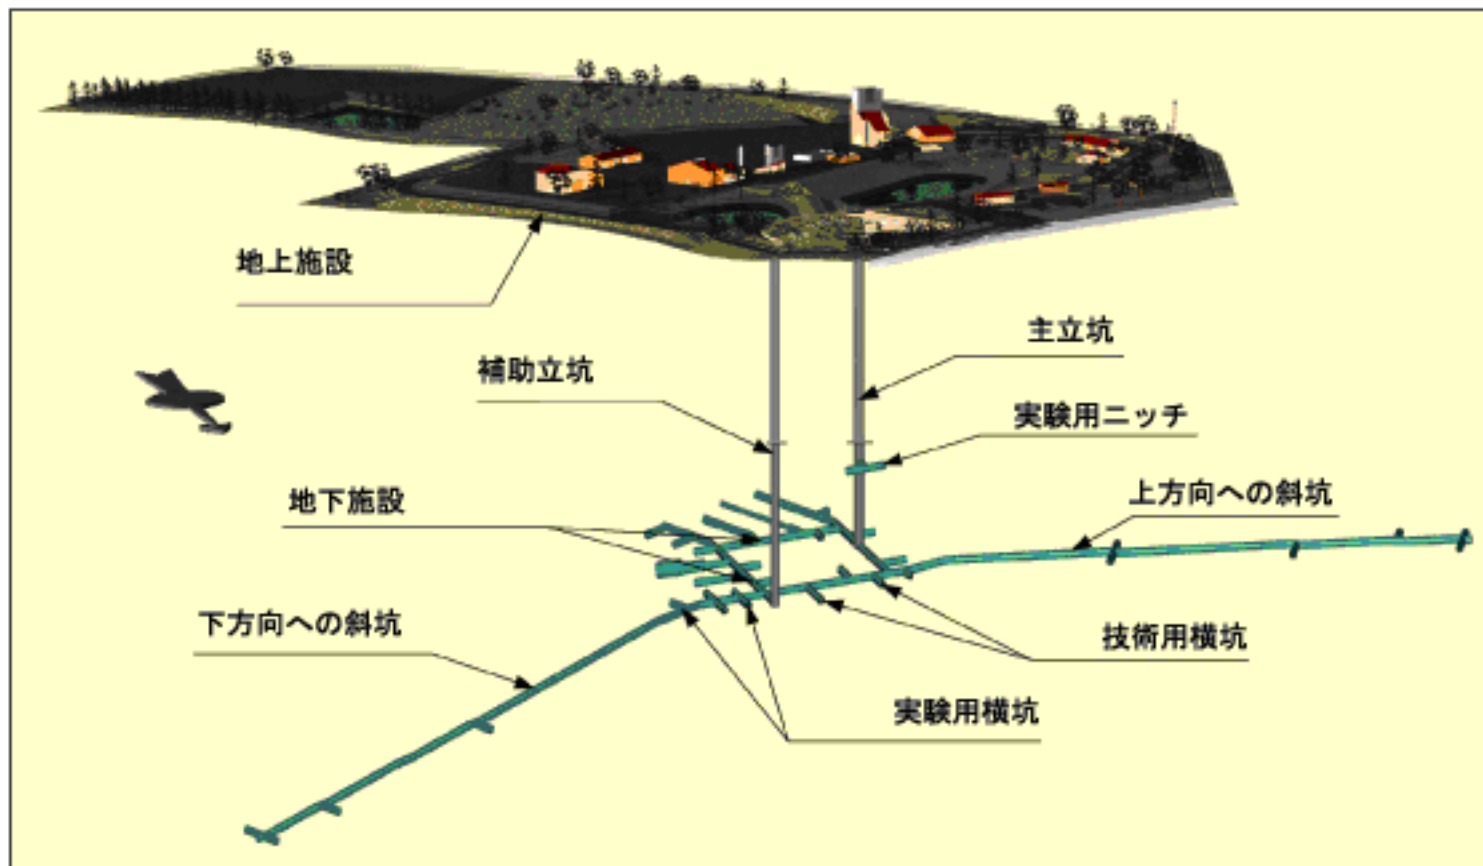 地上施設
主立坑
補助立坑
実験用ニッチ
地下施設
上方向への斜坑
下方向への斜坑
技術用横坑
実験用横坑